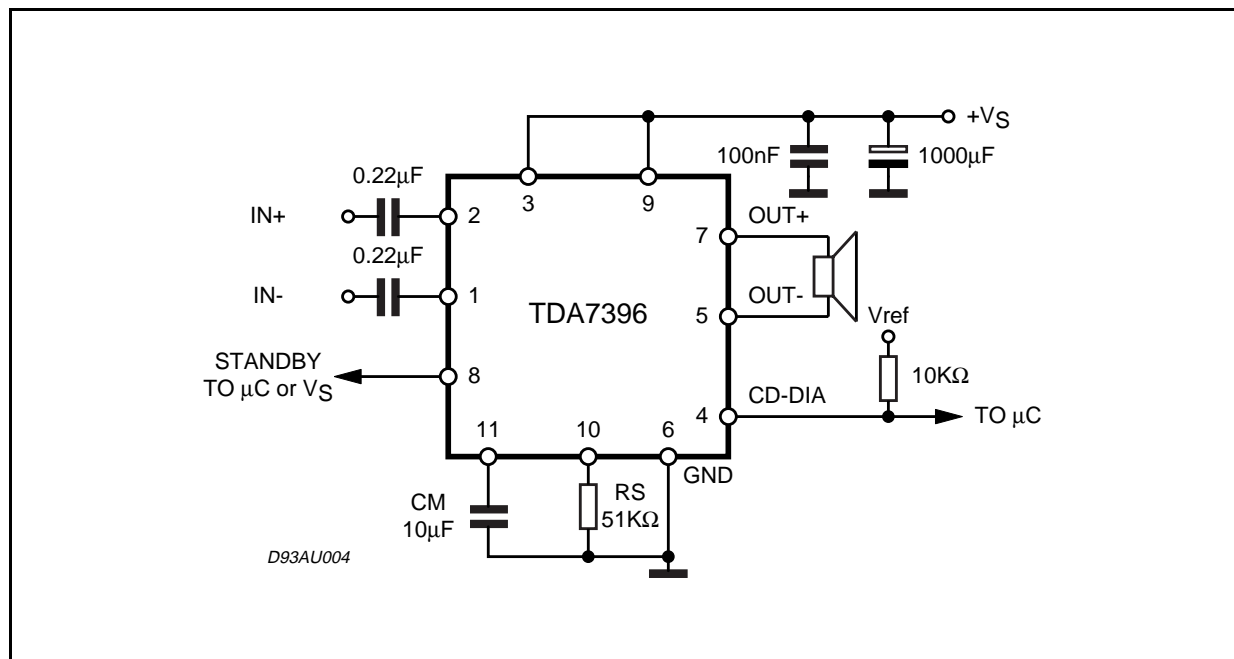 +VS
100nF
1000μF
0.22μF
3
9
IN+
2
7
OUT+
0.22μF
IN-
1
TDA7396
OUT-
5
Vref
STANDBY
TO μC or VS
8
10KΩ
CD-DIA
4
TO μC
11
10
6
GND
CM
10μF
RS
51KΩ
D93AU004